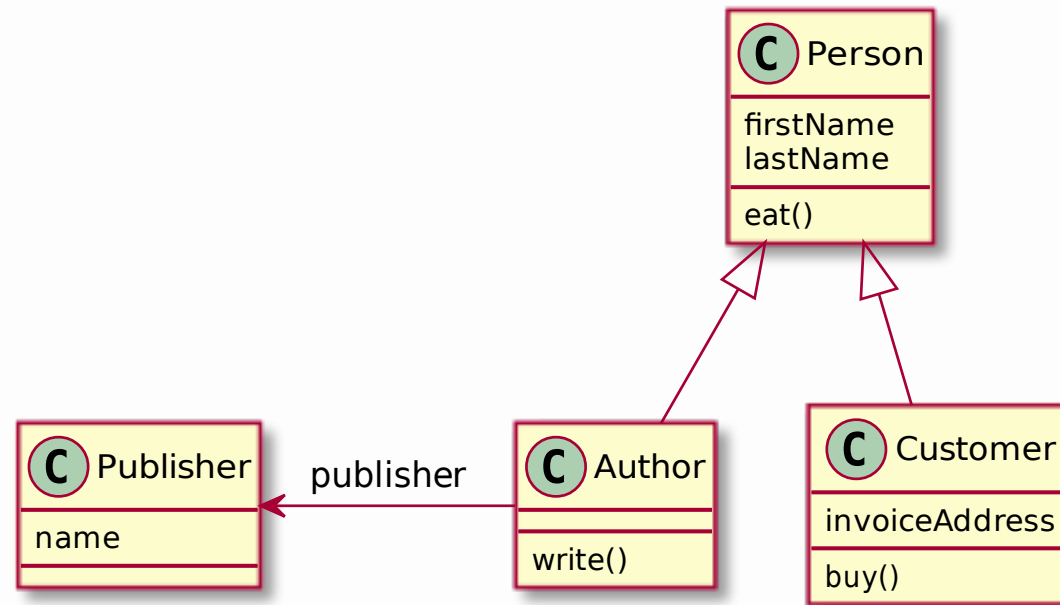 C Person
firstName
lastName
eat()
C Publisher
name
publisher
C Author
write()
C Customer
invoiceAddress
buy()